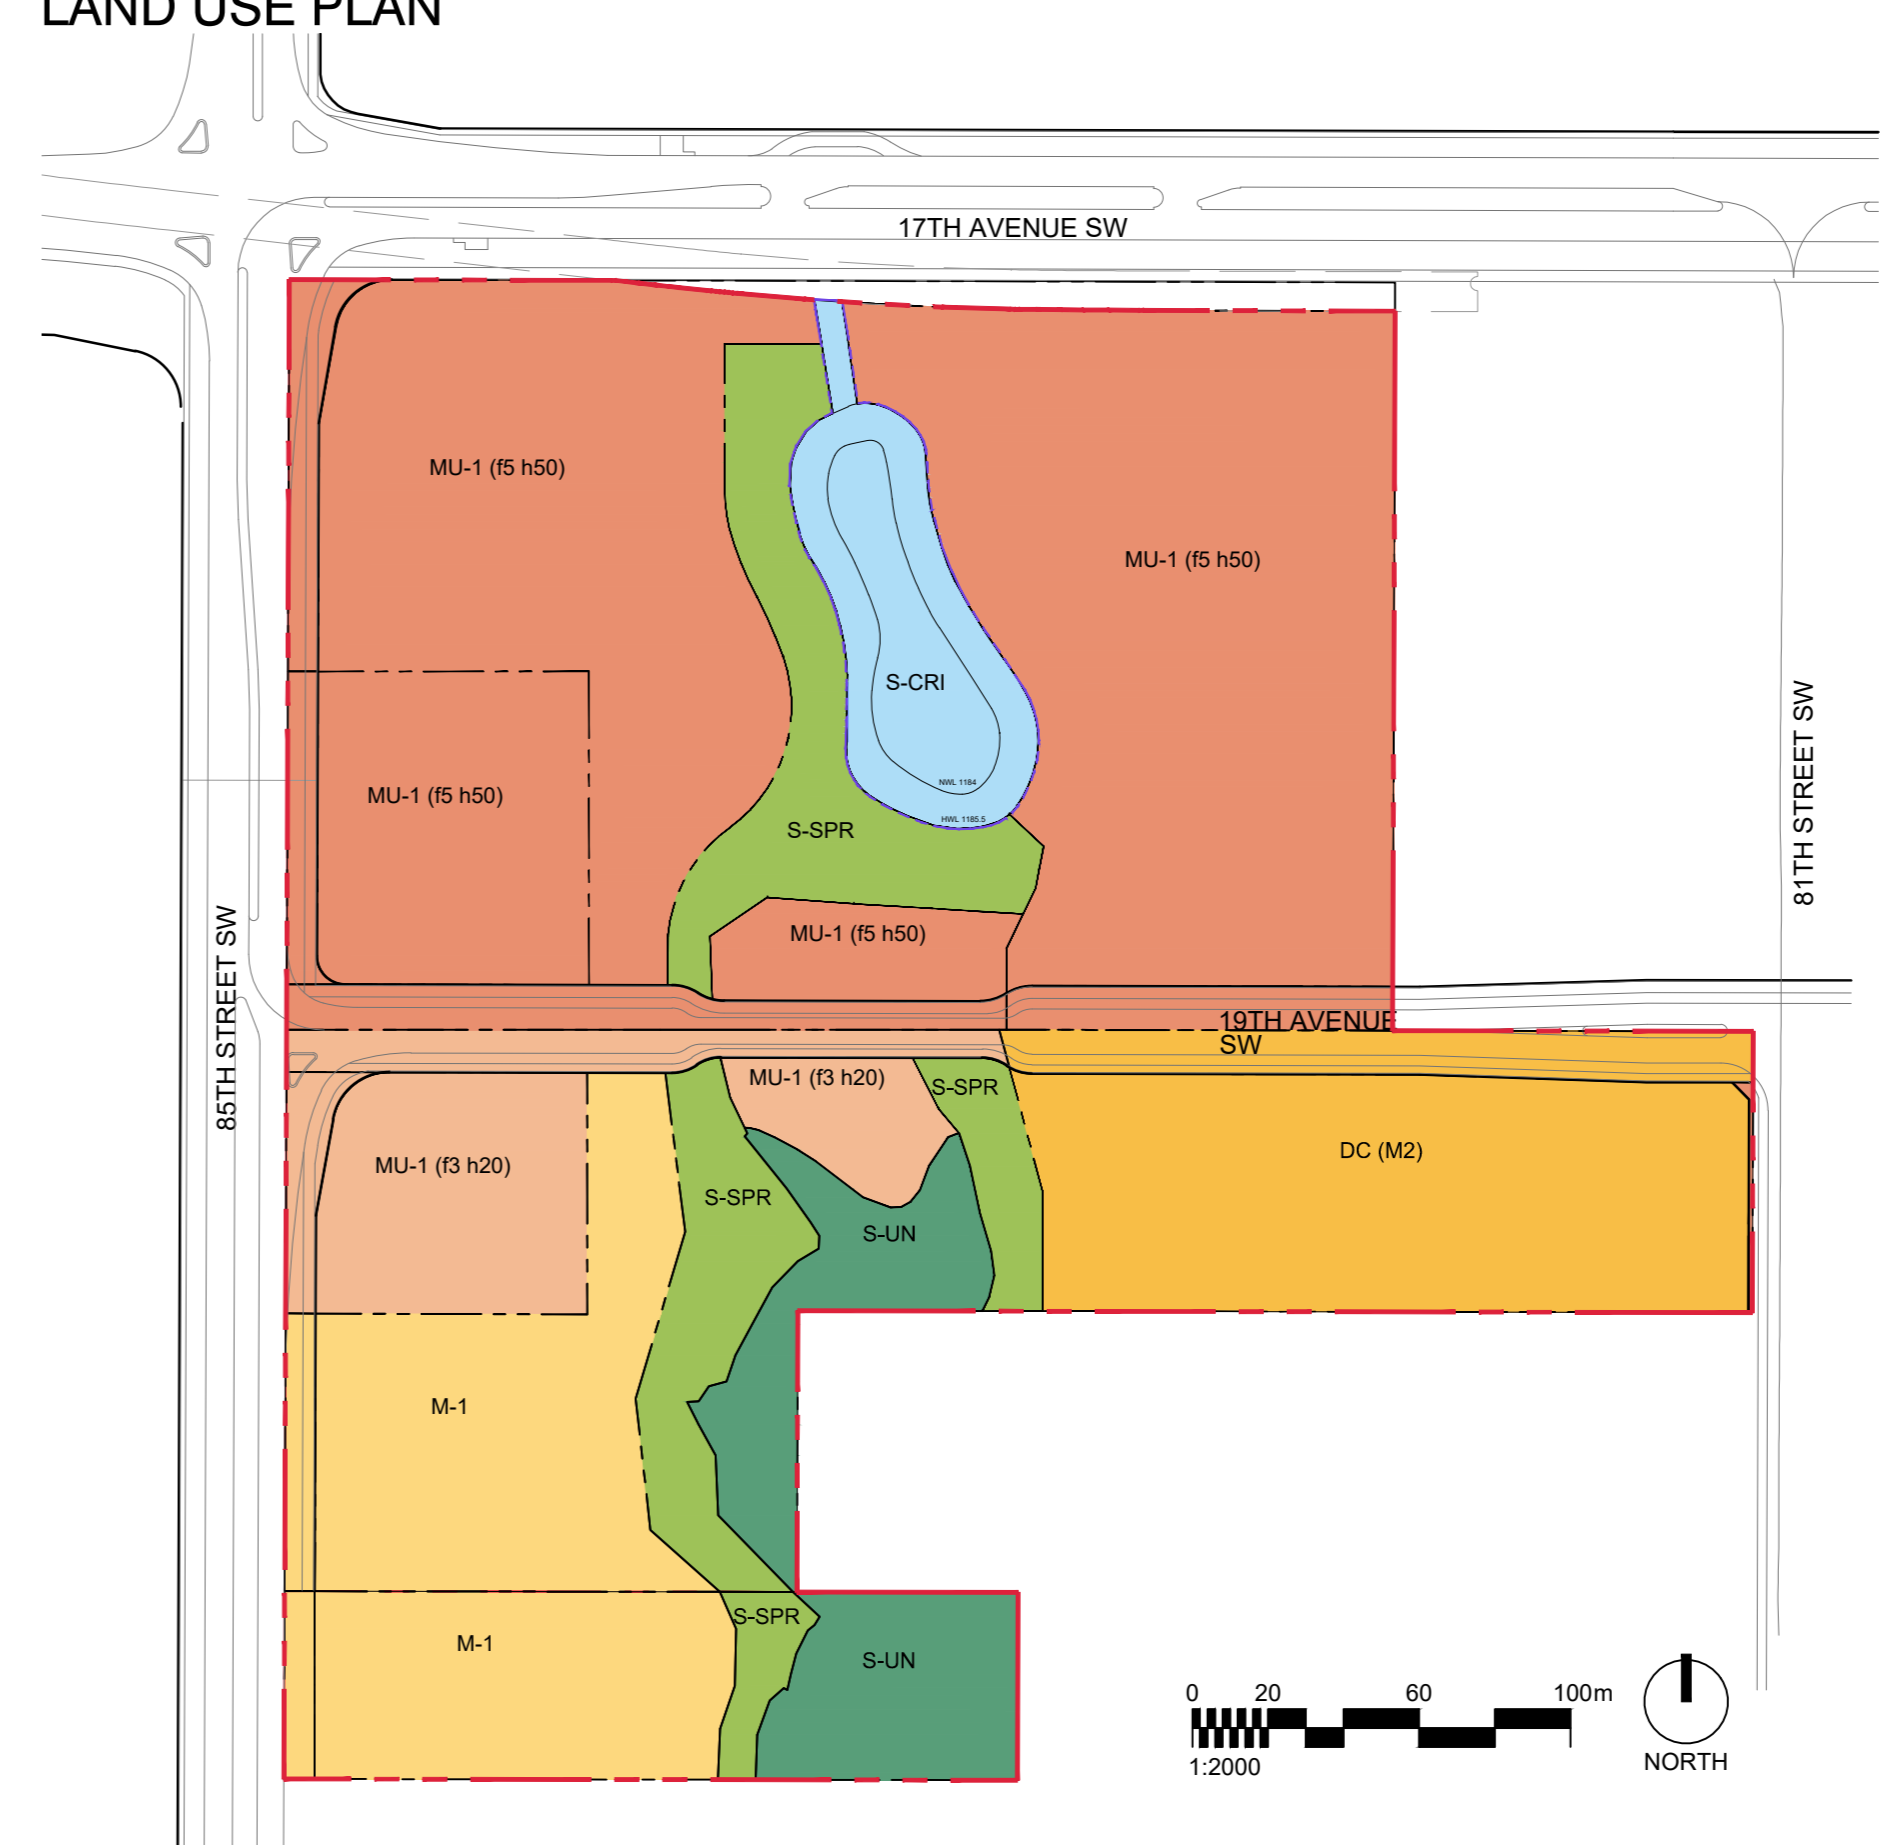 LAND USE PLAN
17TH AVENUE SW
MU-1 (f5 h50)
MU-1 (f5 h50)
S-CRI
NWL 1184
HWL 1185.5
MU-1 (f5 h50)
S-SPR
MU-1 (f5 h50)
81TH STREET SW
85TH STREET SW
19TH AVENUE
SW
MU-1 (f3 h20)
S-SPR
DC (M2)
MU-1 (f3 h20)
S-SPR
S-UN
M-1
S-SPR
M-1
S-UN
0 20 60 100m
1:2000
NORTH